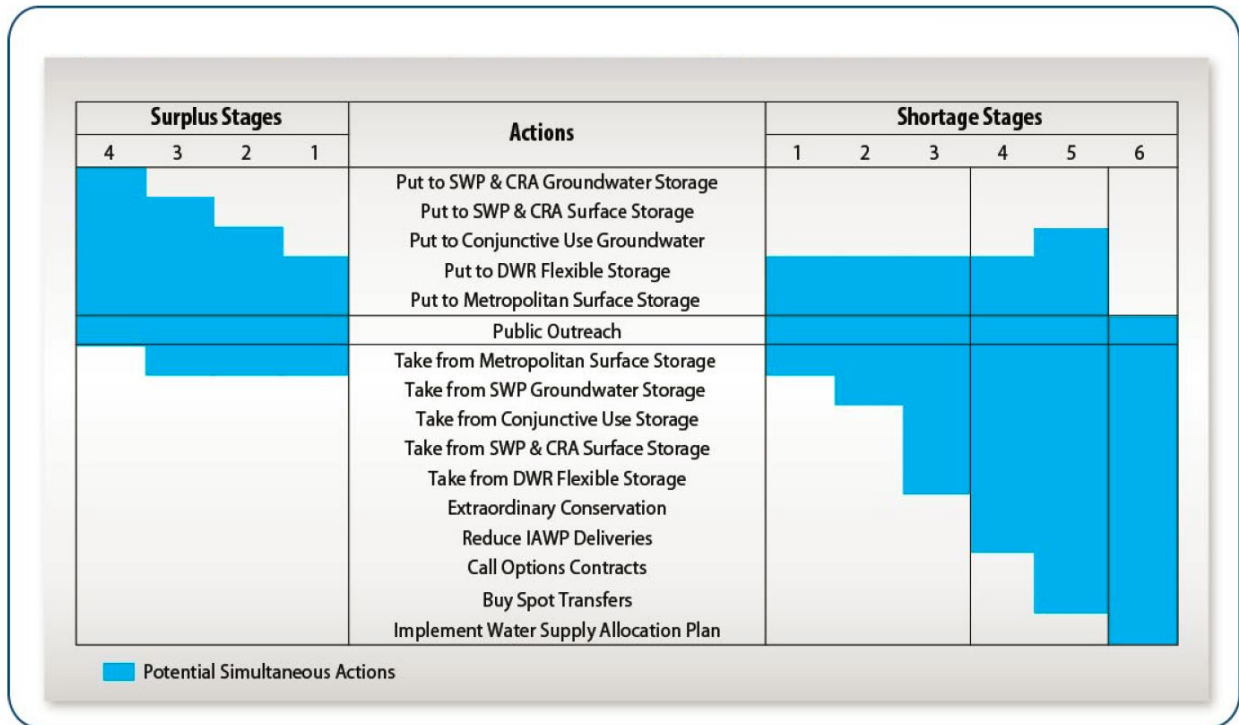 Surplus Stages Actions Shortage Stages
4 3 2 1 1 2 3 4 5 6
Put to SWP & CRA Groundwater Storage
Put to SWP & CRA Surface Storage
Put to Conjunctive Use Groundwater
Put to DWR Flexible Storage
Put to Metropolitan Surface Storage
Public Outreach
Take from Metropolitan Surface Storage
Take from SWP Groundwater Storage
Take from Conjunctive Use Storage
Take from SWP & CRA Surface Storage
Take from DWR Flexible Storage
Extraordinary Conservation
Reduce IAWP Deliveries
Call Options Contracts
Buy Spot Transfers
Implement Water Supply Allocation Plan
Potential Simultaneous Actions